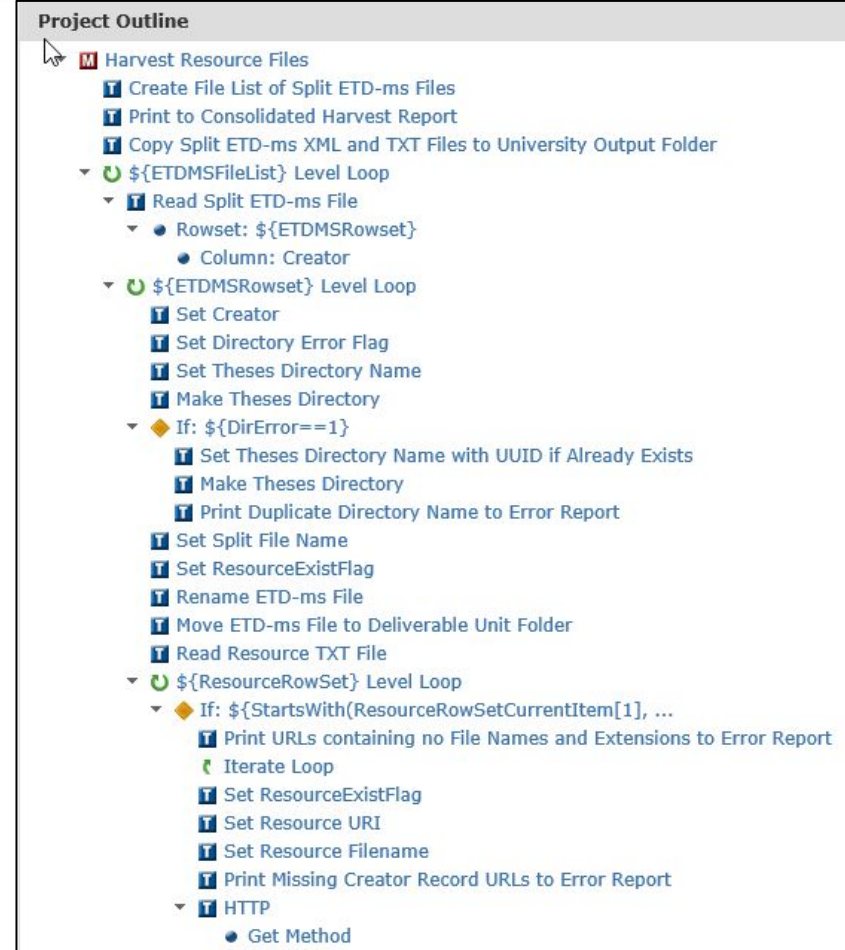 Project Outline
M Harvest Resource Files
T Create File List of Split ETD-ms Files
T Print to Consolidated Harvest Report
T Copy Split ETD-ms XML and TXT Files to University Output Folder
${ETDMSFileList} Level Loop
T Read Split ETD-ms File
Rowset: ${ETDMSRowset}
Column: Creator
${ETDMSRowset} Level Loop
T Set Creator
T Set Directory Error Flag
T Set Theses Directory Name
T Make Theses Directory
If: ${DirError==1}
T Set Theses Directory Name with UUID if Already Exists
T Make Theses Directory
T Print Duplicate Directory Name to Error Report
T Set Split File Name
T Set ResourceExistFlag
T Rename ETD-ms File
T Move ETD-ms File to Deliverable Unit Folder
T Read Resource TXT File
${ResourceRowSet} Level Loop
If: ${StartsWith(ResourceRowSetCurrentItem[1], ...
T Print URLs containing no File Names and Extensions to Error Report
Iterate Loop
T Set ResourceExistFlag
T Set Resource URI
T Set Resource Filename
T Print Missing Creator Record URLs to Error Report
T HTTP
Get Method